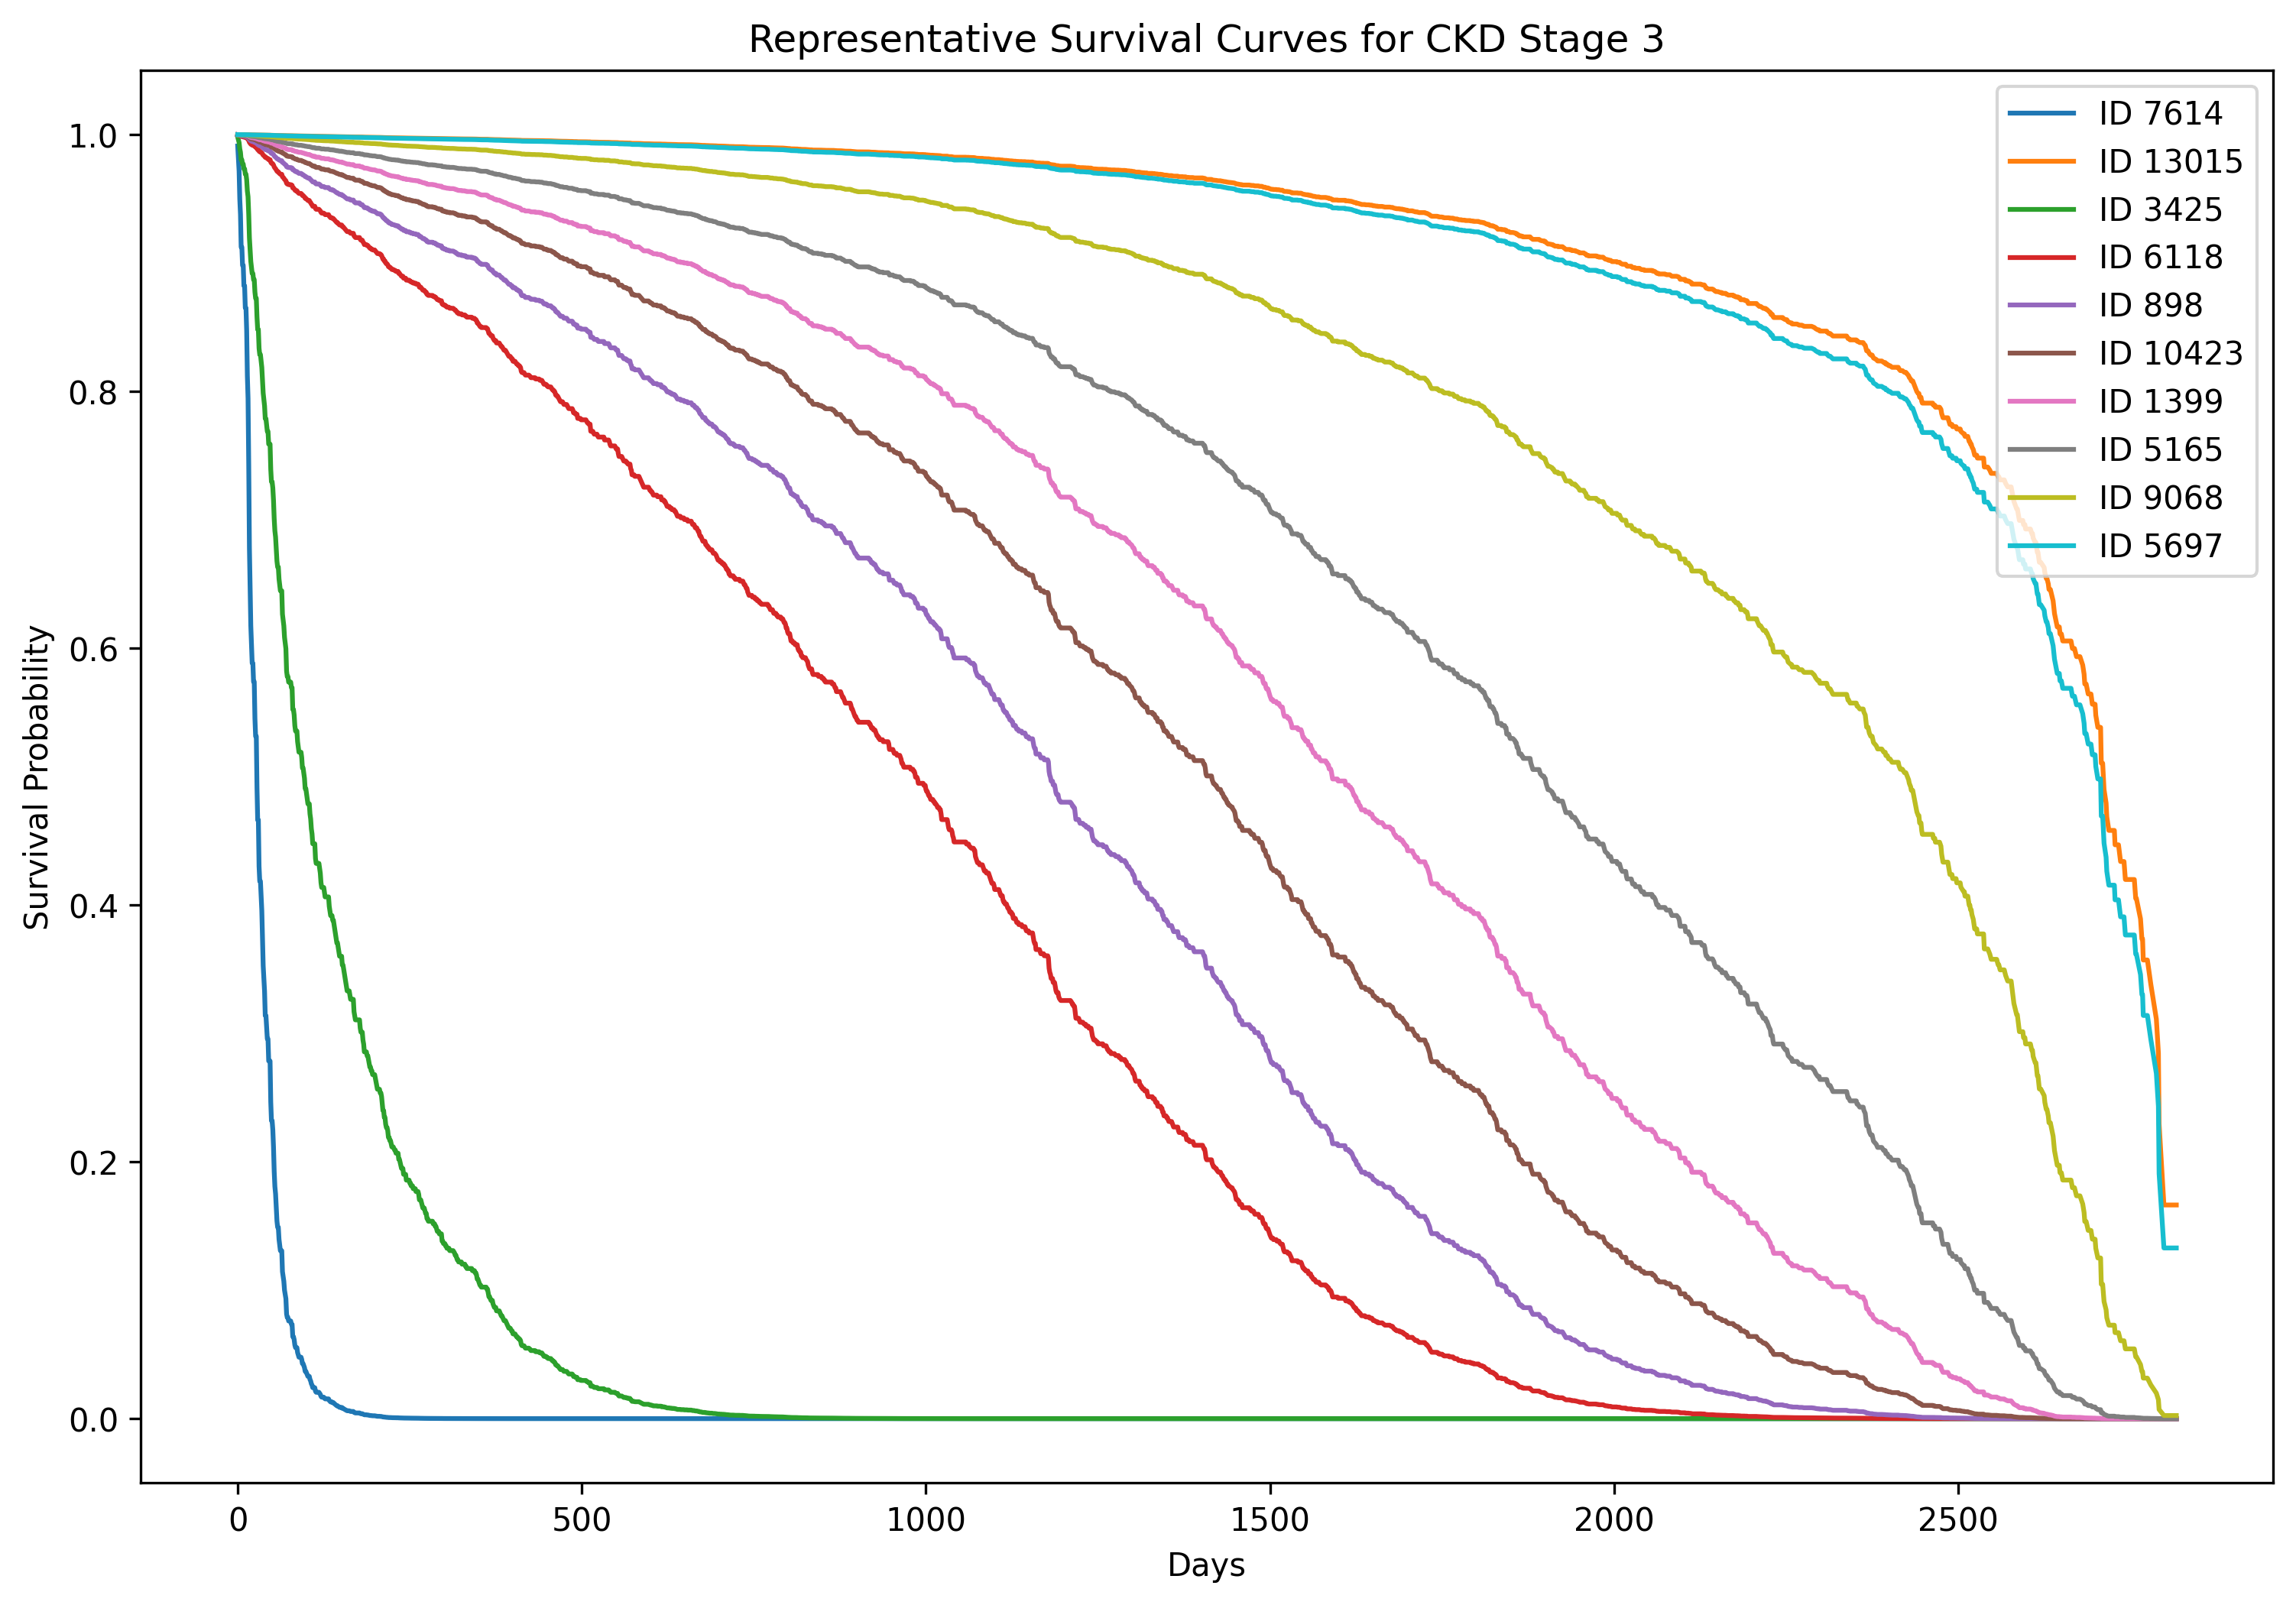 Representative Survival Curves for CKD Stage 3
Survival Probability
1.0
0.8
0.6
0.4
0.2
0.0
0
500
1000
1500
2000
2500
Days
ID 7614
ID 13015
ID 3425
ID 6118
ID 898
ID 10423
ID 1399
ID 5165
ID 9068
ID 5697